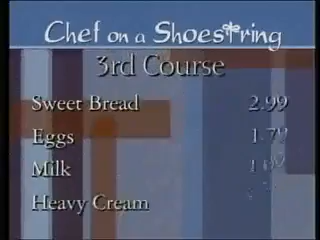 Chef on a Shoestring
3rd Course
Sweet Bread 2.99
Eggs 1.79
Milk
Heavy Cream